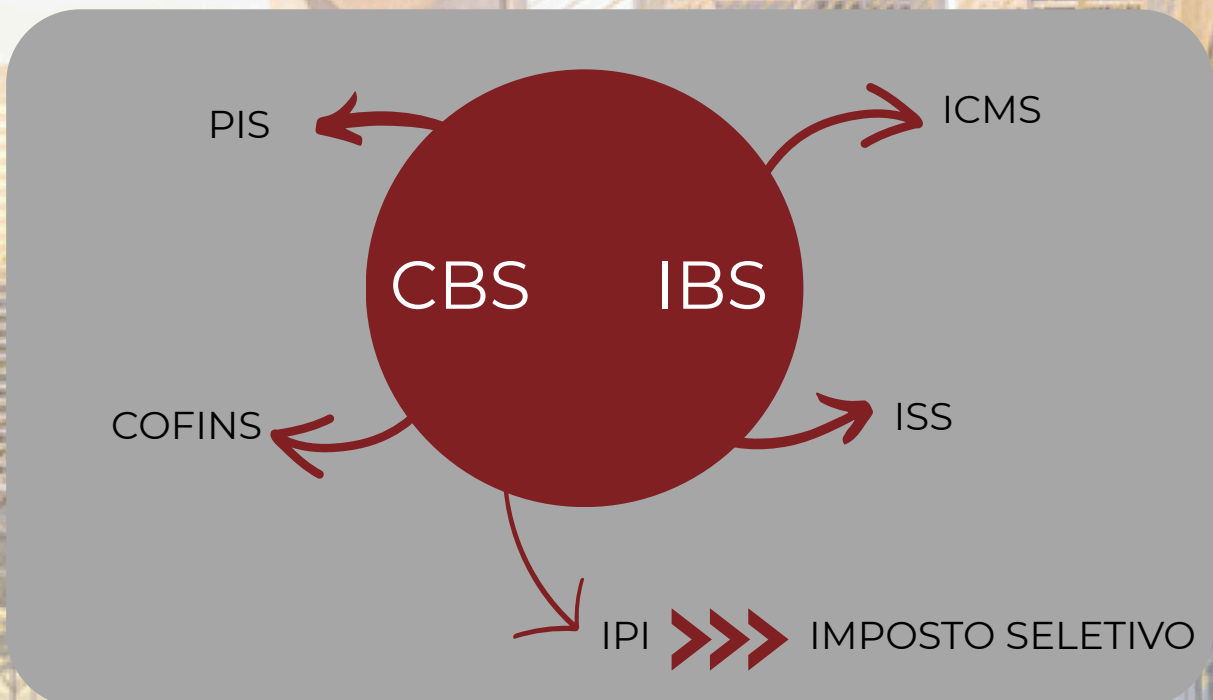 PIS
ICMS
CBS IBS
COFINS
ISS
IPI IMPOSTO SELETIVO